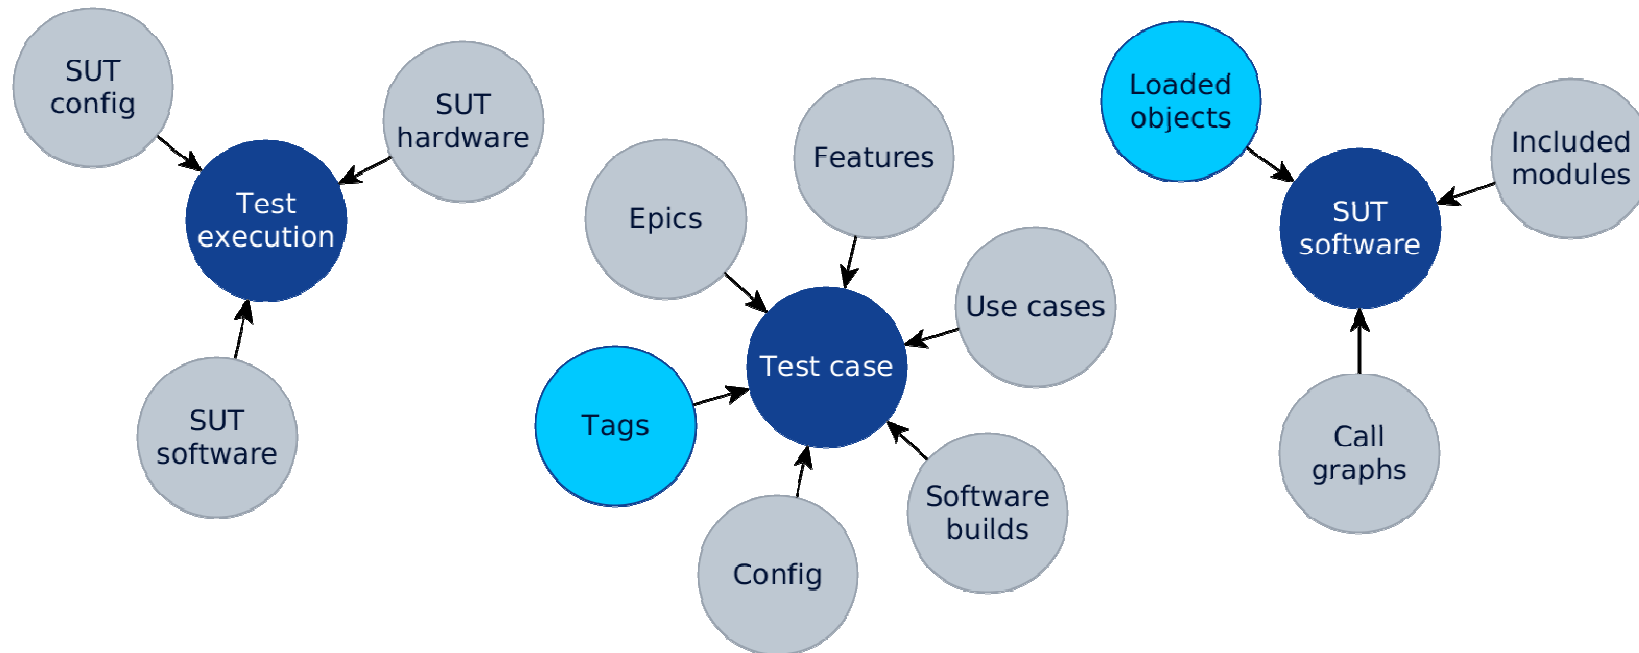 SUT
config
SUT
hardware
Test
execution
SUT
software
Features
Epics
Use cases
Test case
Tags
Software
builds
Config
Loaded
objects
Included
modules
SUT
software
Call
graphs